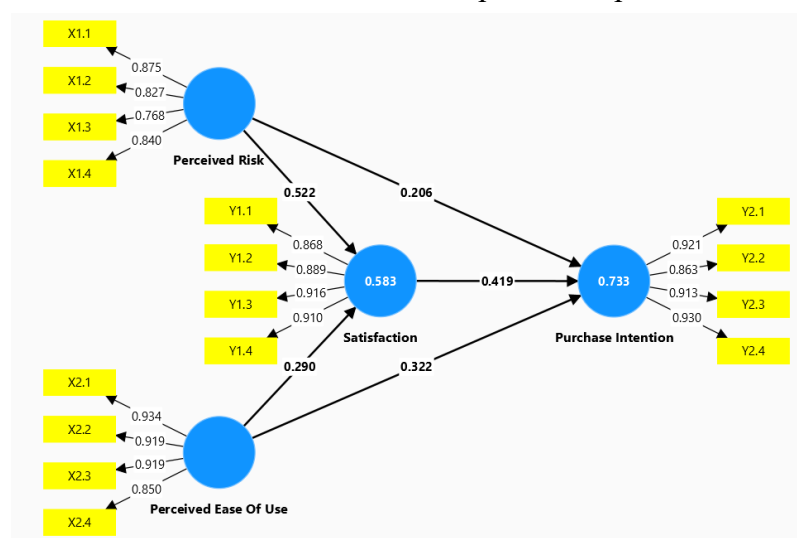 X1.1
0.875
X1.2
0.827
X1.3
0.768
X1.4
0.840
Perceived Risk
0.522
0.206
Y1.1
0.868
Y1.2
0.889
Y1.3
0.916
Y1.4
0.910
0.583
Satisfaction
0.419
0.733
Purchase Intention
Y2.1
0.921
Y2.2
0.863
Y2.3
0.913
Y2.4
0.930
0.290
0.322
X2.1
0.934
X2.2
0.919
X2.3
0.919
X2.4
0.850
Perceived Ease Of Use